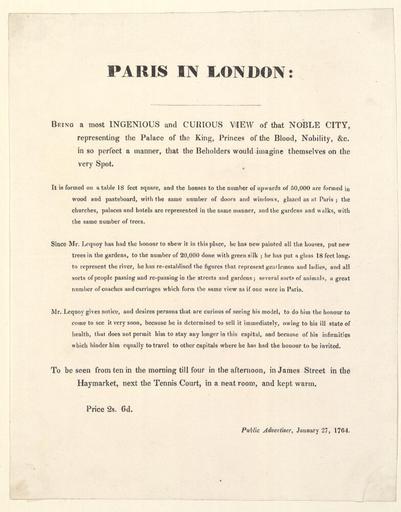 PARIS IN LONDON:
BEING a most INGENIOUS and CURIOUS VIEW of that NOBLE CITY,
representing the Palace of the King, Princes of the Blood, Nobility, &c.
in so perfect a manner, that the Beholders would imagine themselves on the
very Spot.
It is formed on a table 18 feet square, and the houses to the number of upwards of 50,000 are formed in
wood and pasteboard, with the same number of doors and windows, glazed as at Paris; the
churches, palaces and hotels are represented in the same manner, and the gardens and walks, with
the same number of trees.
Since Mr. Lequoy has had the honour to shew it in this place, he has new painted all the houses, put new
trees in the gardens, to the number of 20,000 done with green silk; he has put a glass 18 feet long,
to represent the river, he has re-established the figures that represent gentlemen and ladies, and all
sorts of people passing and re-passing in the streets and gardens; several sorts of animals, a great
number of coaches and carriages which form the same view as if one were in Paris.
Mr. Lequoy gives notice, and desires persons that are curious of seeing his model, to do him the honour to
come to see it very soon, because he is determined to sell it immediately, owing to his ill state of
health, that does not permit him to stay any longer in this capital, and because of his infirmities
which hinder him equally to travel to other capitals where he has had the honour to be invited.
To be seen from ten in the morning till four in the afternoon, in James Street in the
Haymarket, next the Tennis Court, in a neat room, and kept warm.
Price 2s. 6d.
Public Advertiser, January 27, 1764.